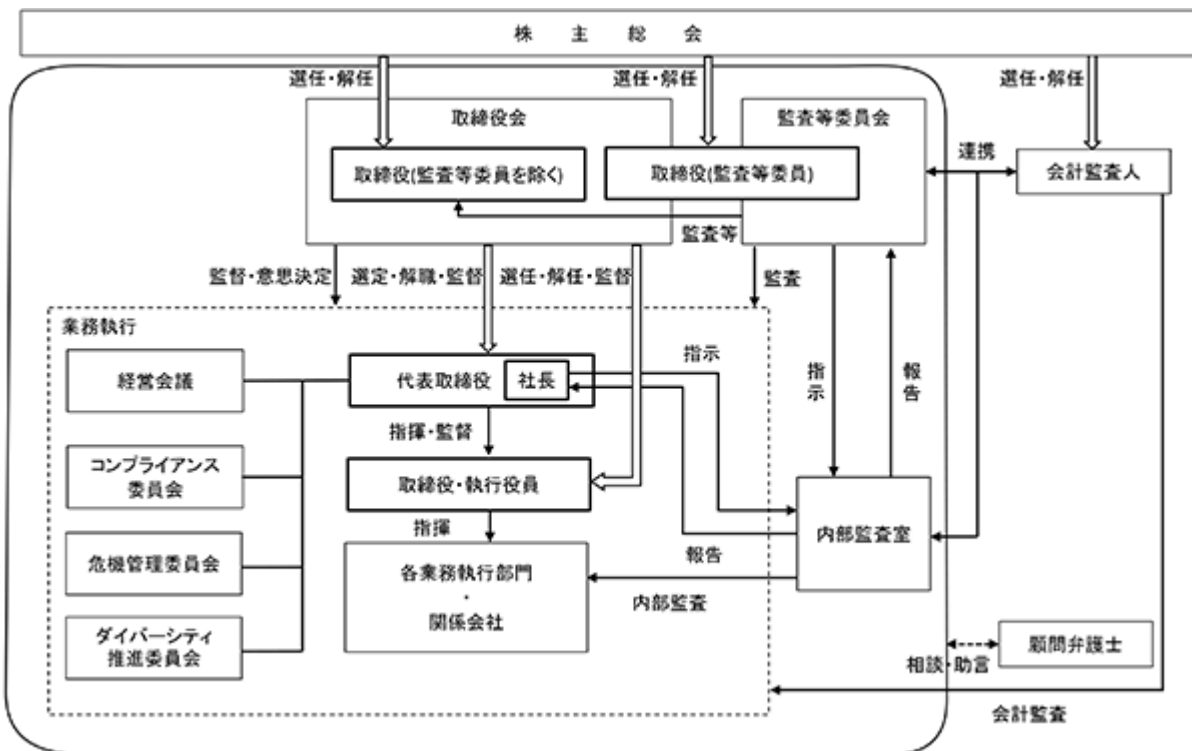 株 主 総 会
選任・解任
選任・解任
選任・解任
取締役会
監査等委員会
連携
取締役(監査等委員を除く)
取締役(監査等委員)
会計監査人
監査等
監督・意思決定
選定・解職・監督
選任・解任・監督
監査
業務執行
経営会議
代表取締役
社長
指示
指示
報告
指揮・監督
コンプライアンス
委員会
取締役・執行役員
指揮
内部監査室
危機管理委員会
各業務執行部門
・
関係会社
報告
内部監査
ダイバーシティ
推進委員会
顧問弁護士
相談・助言
会計監査